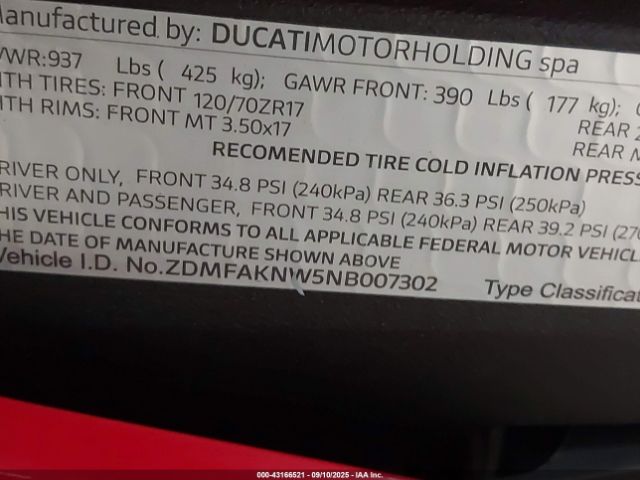 Manufactured by: DUCATIMOTORHOLDING spa
VWR:937 Lbs ( 425 kg); GAWR FRONT: 390 Lbs ( 177 kg);
ITH TIRES: FRONT 120/70ZR17 REAR
ITH RIMS: FRONT MT 3.50x17 REAR M
RECOMENDED TIRE COLD INFLATION PRESS
RIVER ONLY, FRONT 34.8 PSI (240kPa) REAR 36.3 PSI (250kPa)
RIVER AND PASSENGER, FRONT 34.8 PSI (240kPa) REAR 39.2 PSI (270
HIS VEHICLE CONFORMS TO ALL APPLICABLE FEDERAL MOTOR VEHICL
HE DATE OF MANUFACTURE SHOWN ABOVE
Vehicle I.D. No.ZDMFAKNW5NB007302 Type Classificat
000-43166521 - 09/10/2025 - IAA Inc.